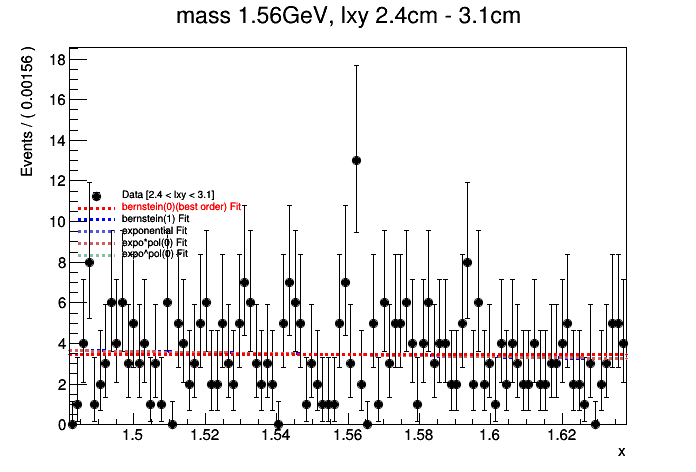 mass 1.56GeV, lxy 2.4cm - 3.1cm
Events / ( 0.00156 )
18
16
14
12
10
8
6
4
2
0
Data [2.4 < lxy < 3.1]
bernstein(0)(best order) Fit
bernstein(1) Fit
exponential Fit
expo*pol(0) Fit
expo^pol(0) Fit
1.5 1.52 1.54 1.56 1.58 1.6 1.62
x